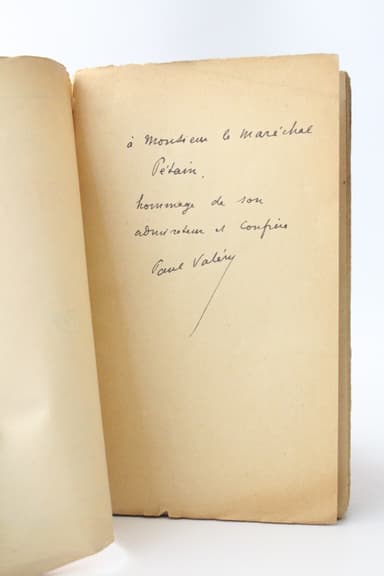 à Monsieur le Maréchal
Pétain.
hommage de son
admirateur et confrère
Paul Valéry